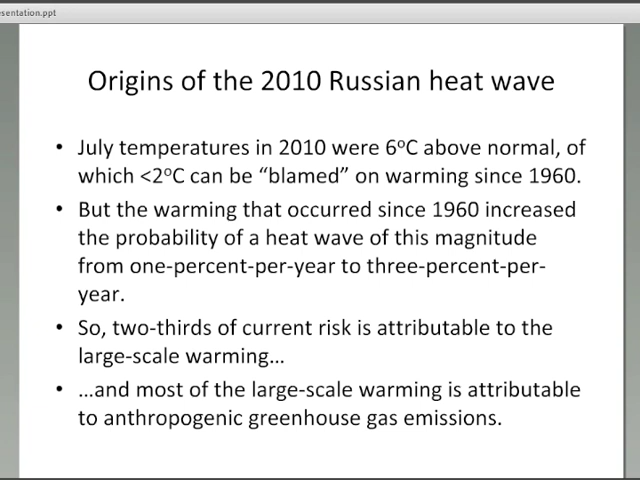 esentation.ppt
Origins of the 2010 Russian heat wave
• July temperatures in 2010 were 6ºC above normal, of
which <2ºC can be “blamed” on warming since 1960.
• But the warming that occurred since 1960 increased
the probability of a heat wave of this magnitude
from one-percent-per-year to three-percent-per-
year.
• So, two-thirds of current risk is attributable to the
large-scale warming…
• …and most of the large-scale warming is attributable
to anthropogenic greenhouse gas emissions.